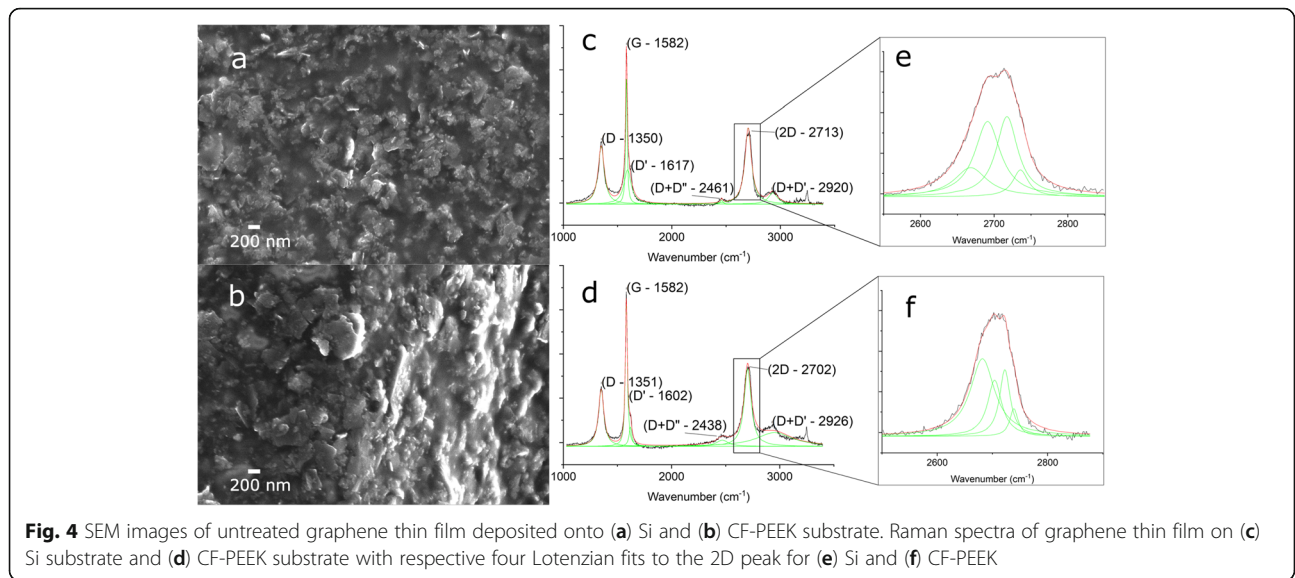 a
200 nm
b
200 nm
c
(G - 1582)
(D - 1350)
(D' - 1617)
(2D - 2713)
(D+D" - 2461)
(D+D' - 2920)
1000 2000 3000
Wavenumber (cm-1)
d
(G - 1582)
(D - 1351)
(D' - 1602)
(2D - 2702)
(D+D" - 2438)
(D+D' - 2926)
1000 2000 3000
Wavenumber (cm-1)
e
2600 2700 2800
Wavenumber (cm-1)
f
2600 2800
Wavenumber (cm-1)
Fig. 4 SEM images of untreated graphene thin film deposited onto (a) Si and (b) CF-PEEK substrate. Raman spectra of graphene thin film on (c)
Si substrate and (d) CF-PEEK substrate with respective four Lotenzian fits to the 2D peak for (e) Si and (f) CF-PEEK